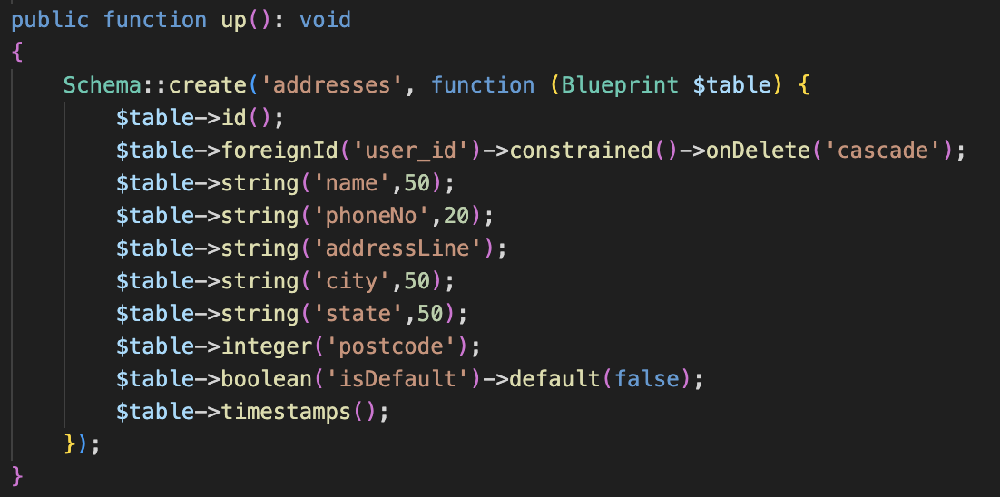 public function up(): void
{
    Schema::create('addresses', function (Blueprint $table) {
        $table->id();
        $table->foreignId('user_id')->constrained()->onDelete('cascade');
        $table->string('name',50);
        $table->string('phoneNo',20);
        $table->string('addressLine');
        $table->string('city',50);
        $table->string('state',50);
        $table->integer('postcode');
        $table->boolean('isDefault')->default(false);
        $table->timestamps();
    });
}